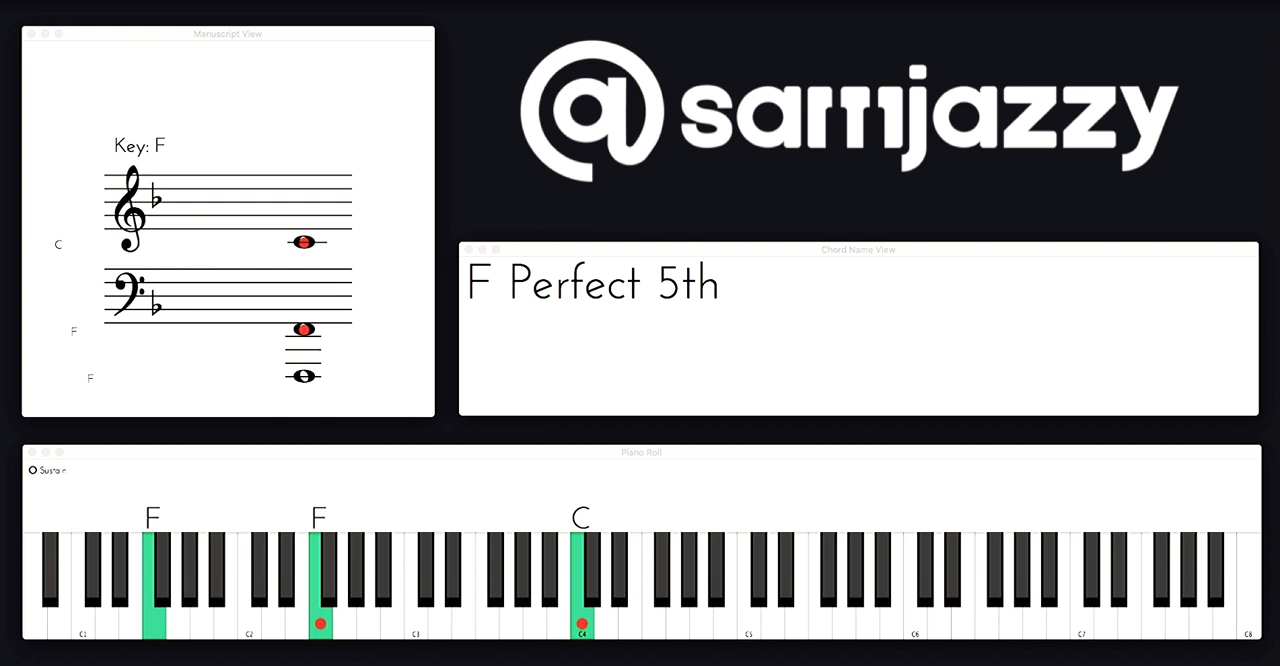 Manuscript View
@samjazzy
Key: F
C
F
F
Chord Name View
F Perfect 5th
Piano Roll
Sustain
F F C
C1 C2 C3 C4 C5 C6 C7 C8